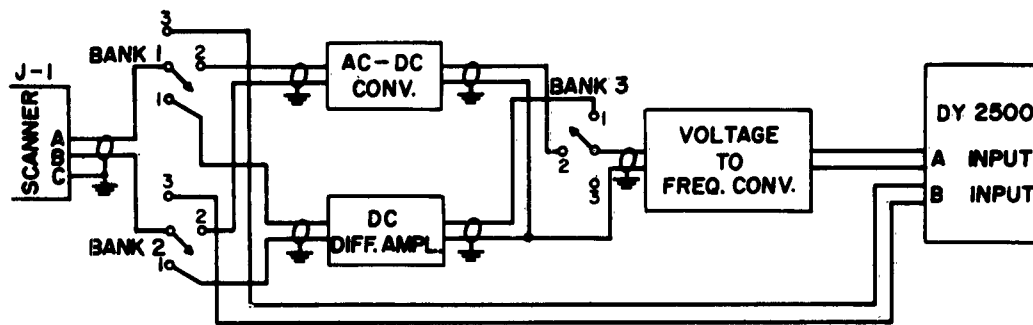 J-1
SCANNER
A
B
C
BANK 1
3
2
1
BANK 2
3
2
1
AC-DC
CONV.
DC
DIFF. AMPL.
BANK 3
1
2
3
VOLTAGE
TO
FREQ. CONV.
DY 2500
A INPUT
B INPUT